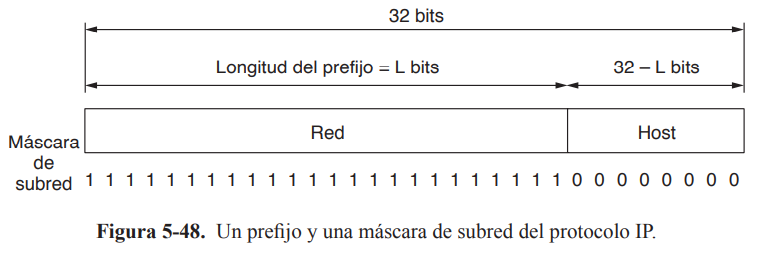 32 bits
Longitud del prefijo = L bits
32 – L bits
Red
Host
Máscara
de
subred
1 1 1 1 1 1 1 1 1 1 1 1 1 1 1 1 1 1 1 1 1 1 1 1 0 0 0 0 0 0 0 0
Figura 5-48. Un prefijo y una máscara de subred del protocolo IP.